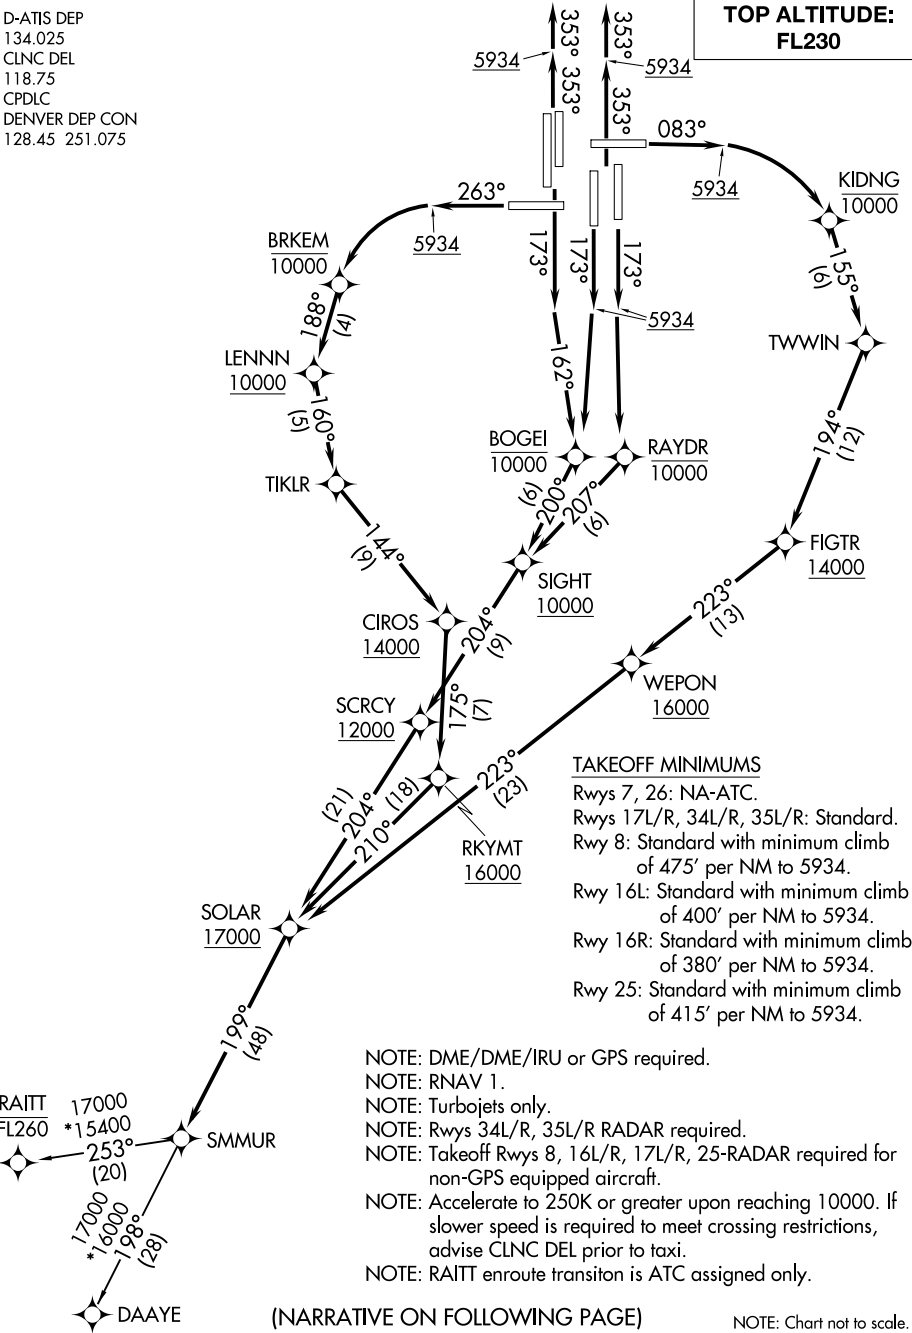 D-ATIS DEP
134.025
CLNC DEL
118.75
CPDLC
DENVER DEP CON
128.45 251.075
TOP ALTITUDE:
FL230
353°
353°
5934
353°
5934
353°
083°
5934
KIDNG
10000
263°
5934
BRKEM
10000
173°
173°
173°
155°
(6)
188°
(4)
5934
TWWIN
LENNN
10000
162°
160°
(5)
194°
(12)
BOGEI
10000
RAYDR
10000
TIKLR
200°
(6)
207°
(6)
144°
(9)
FIGTR
14000
SIGHT
10000
223°
(13)
CIROS
14000
204°
(9)
WEPON
16000
175°
(7)
SCRCY
12000
223°
(23)
204°
(21)
210°
(18)
RKYMT
16000
SOLAR
17000
TAKEOFF MINIMUMS
Rwys 7, 26: NA-ATC.
Rwys 17L/R, 34L/R, 35L/R: Standard.
Rwy 8: Standard with minimum climb
of 475' per NM to 5934.
Rwy 16L: Standard with minimum climb
of 400' per NM to 5934.
Rwy 16R: Standard with minimum climb
of 380' per NM to 5934.
Rwy 25: Standard with minimum climb
of 415' per NM to 5934.
199°
(48)
RAITT
FL260
17000
*15400
253°
(20)
SMMUR
17000
*16000
198°
(28)
DAAYE
NOTE: DME/DME/IRU or GPS required.
NOTE: RNAV 1.
NOTE: Turbojets only.
NOTE: Rwys 34L/R, 35L/R RADAR required.
NOTE: Takeoff Rwys 8, 16L/R, 17L/R, 25-RADAR required for
non-GPS equipped aircraft.
NOTE: Accelerate to 250K or greater upon reaching 10000. If
slower speed is required to meet crossing restrictions,
advise CLNC DEL prior to taxi.
NOTE: RAITT enroute transiton is ATC assigned only.
(NARRATIVE ON FOLLOWING PAGE)
NOTE: Chart not to scale.